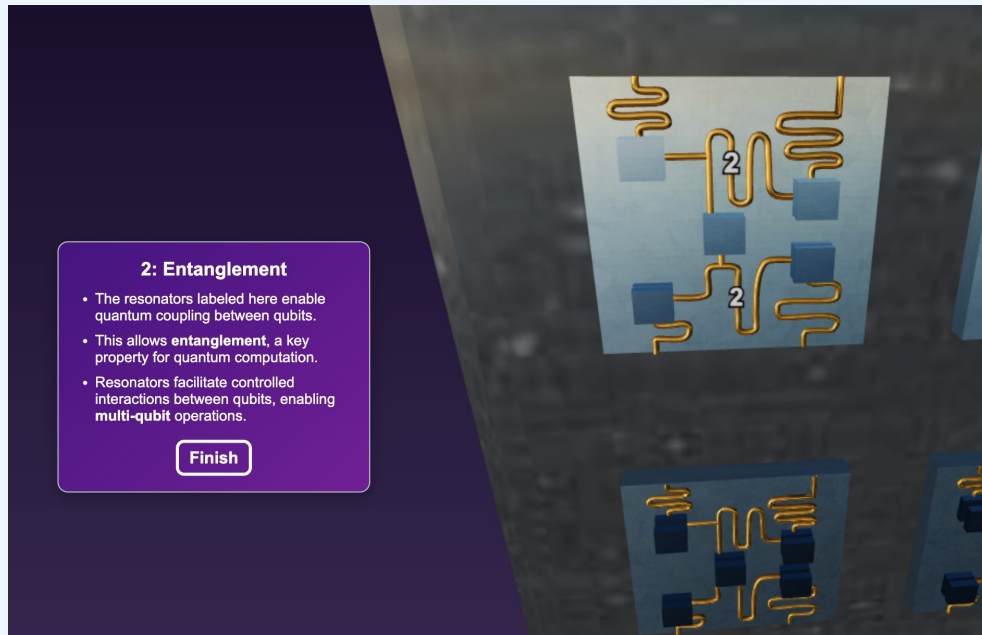 2: Entanglement
• The resonators labeled here enable
quantum coupling between qubits.
• This allows entanglement, a key
property for quantum computation.
• Resonators facilitate controlled
interactions between qubits, enabling
multi-qubit operations.
Finish
2
2